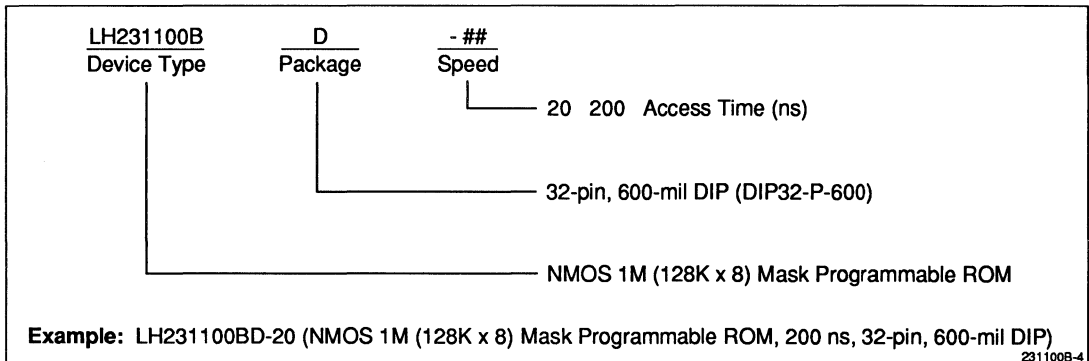 LH231100B D - ##
Device Type Package Speed
20 200 Access Time (ns)
32-pin, 600-mil DIP (DIP32-P-600)
NMOS 1M (128K x 8) Mask Programmable ROM
Example: LH231100BD-20 (NMOS 1M (128K x 8) Mask Programmable ROM, 200 ns, 32-pin, 600-mil DIP)
231100B-4